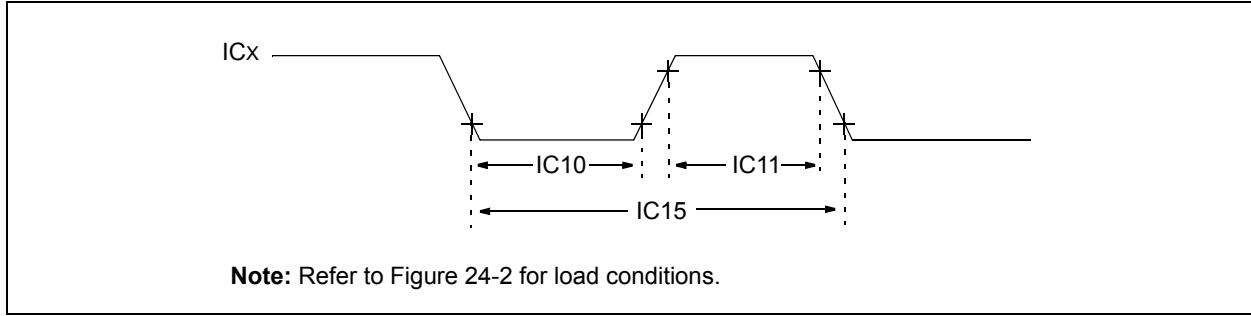 ICx
IC10
IC11
IC15
Note: Refer to Figure 24-2 for load conditions.